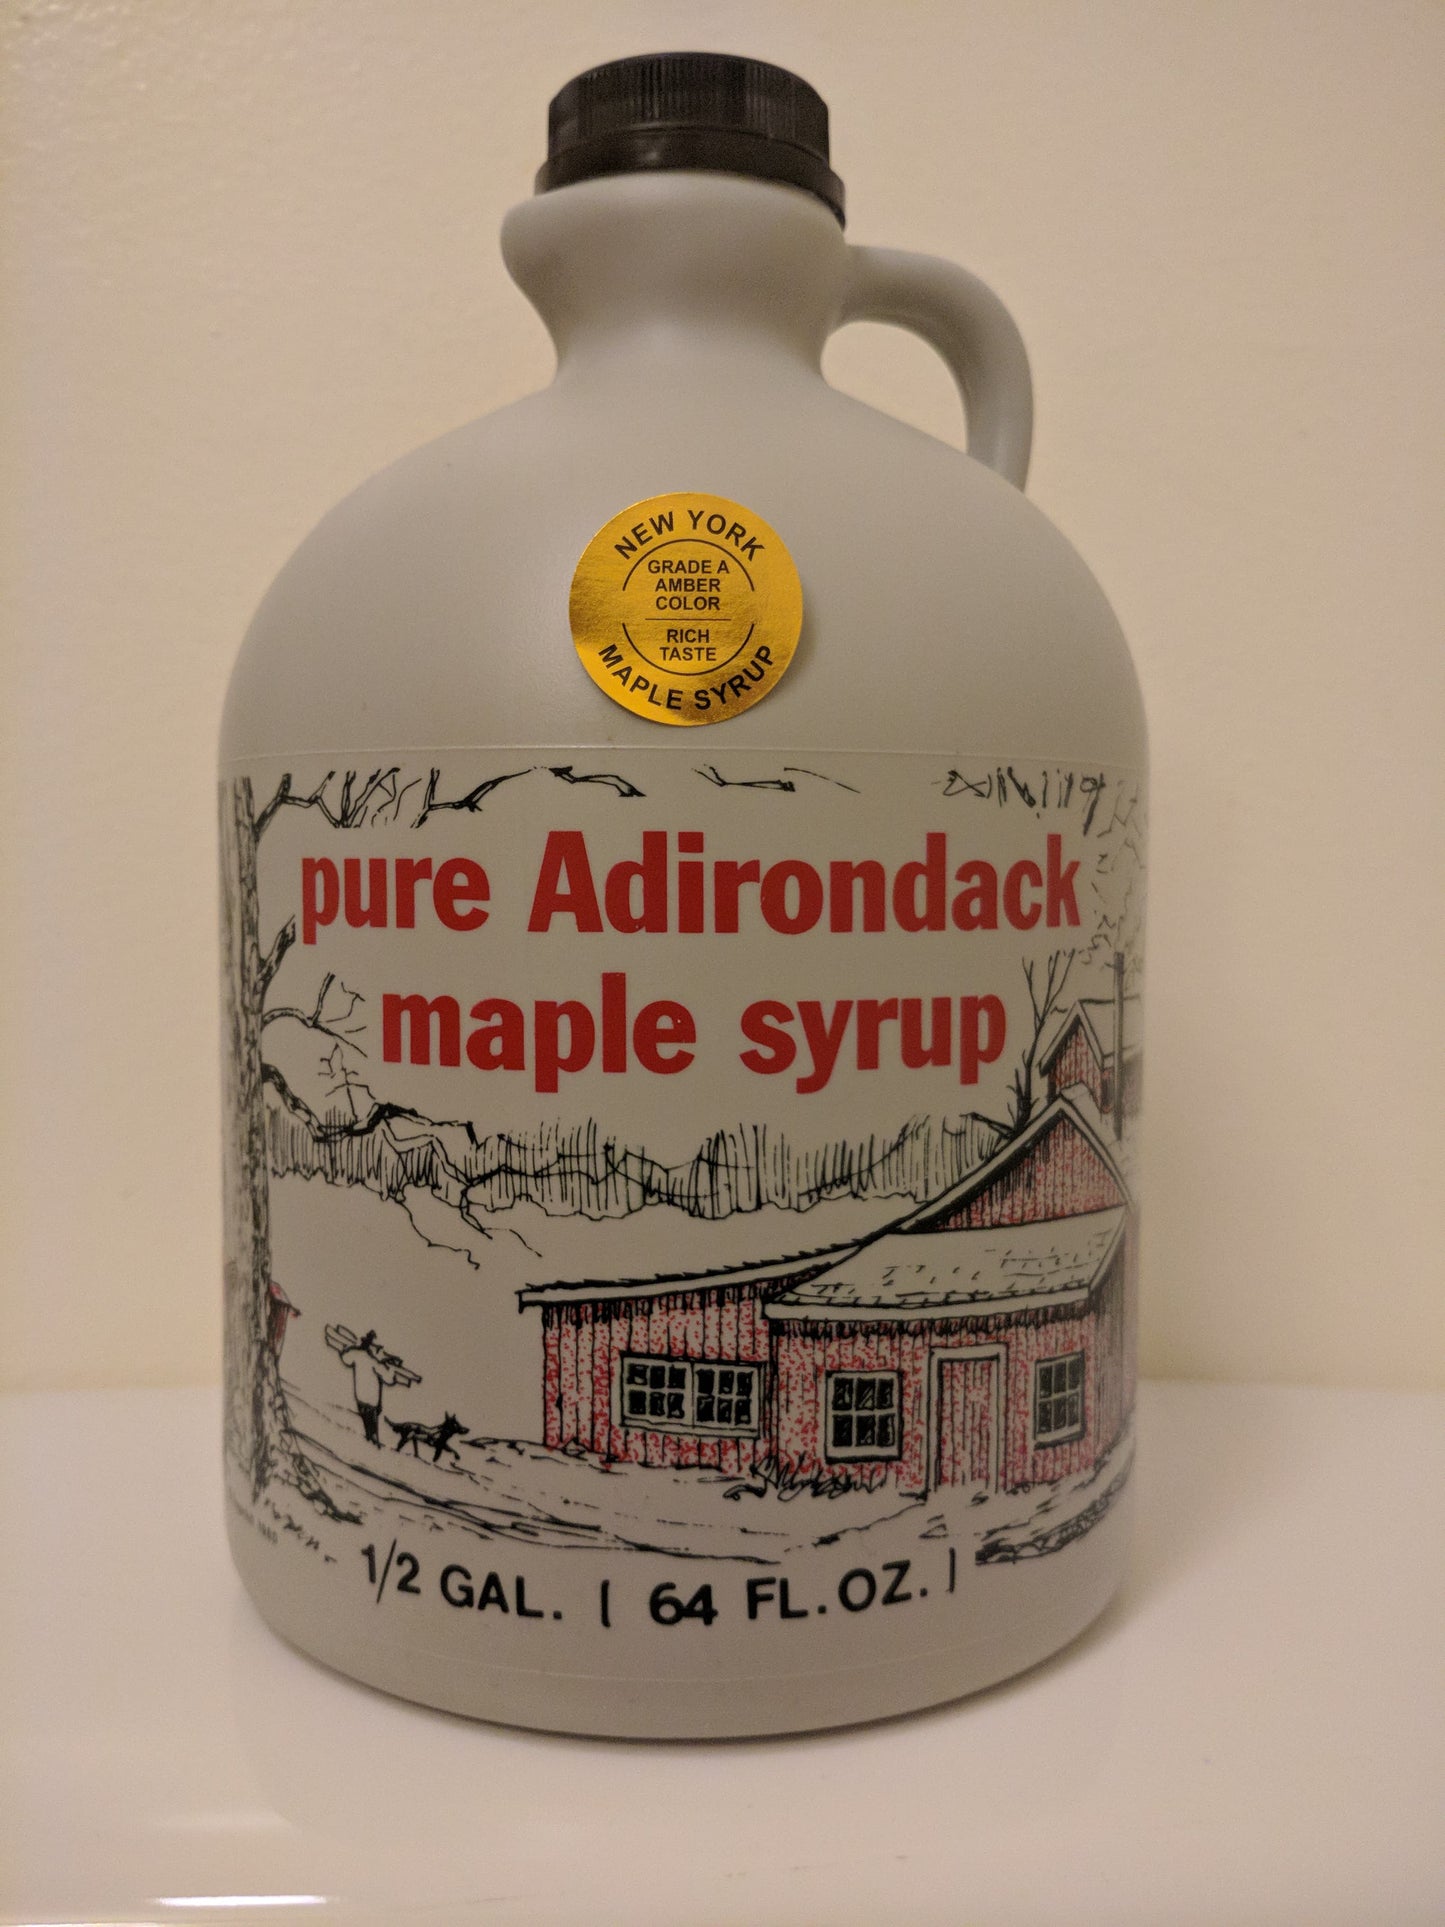 NEW YORK
GRADE A
AMBER
COLOR
RICH
TASTE
MAPLE SYRUP
pure Adirondack
maple syrup
1/2 GAL. | 64 FL.OZ. |